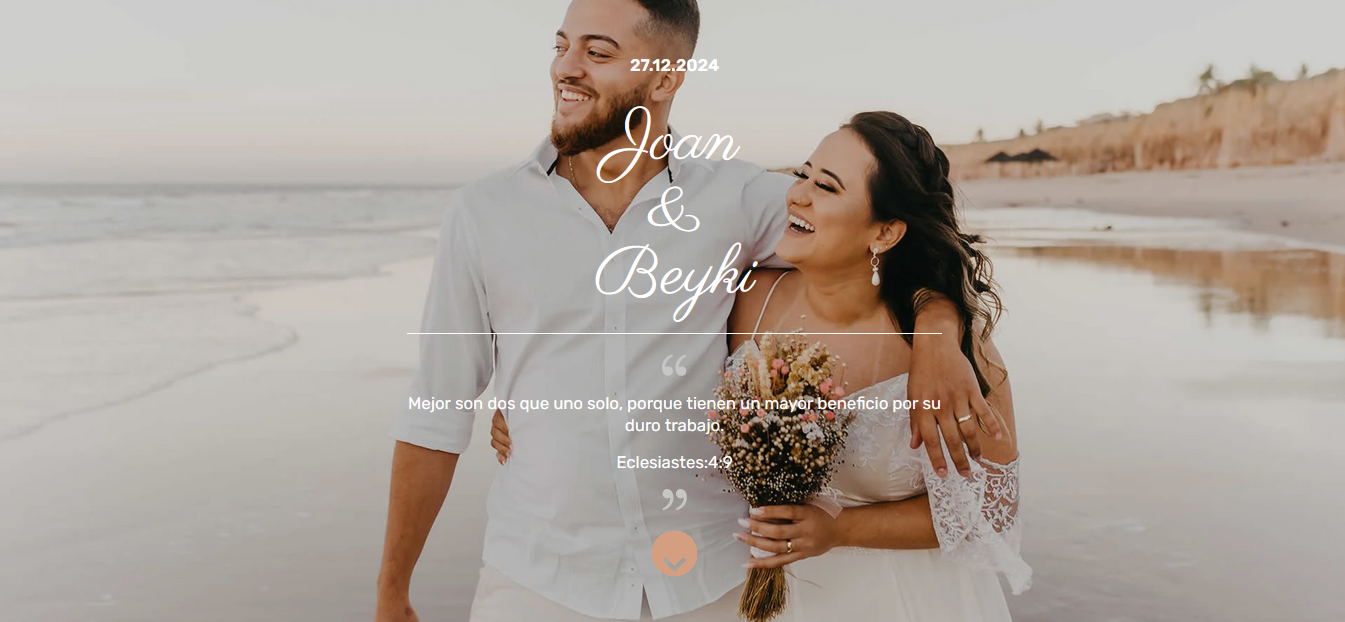 27.12.2024
Joan
&
Beyki
“
Mejor son dos que uno solo, porque tienen un mayor beneficio por su
duro trabajo.
Eclesiastes:4:9
”